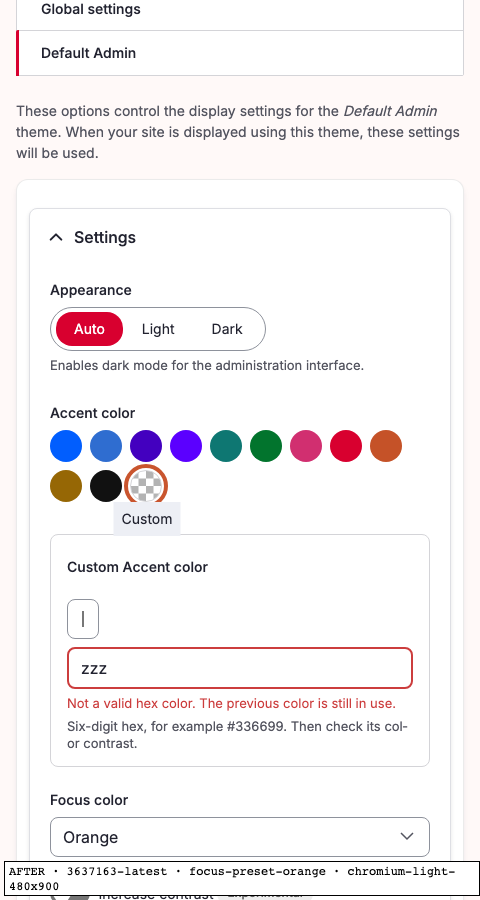 Global settings
Default Admin
These options control the display settings for the Default Admin
theme. When your site is displayed using this theme, these settings
will be used.
Settings
Appearance
Auto Light Dark
Enables dark mode for the administration interface.
Accent color
Custom
Custom Accent color
zzz
Not a valid hex color. The previous color is still in use.
Six-digit hex, for example #336699. Then check its col-
or contrast.
Focus color
Orange
AFTER · 3637163-latest · focus-preset-orange · chromium-light-
480x900
Increase contrast